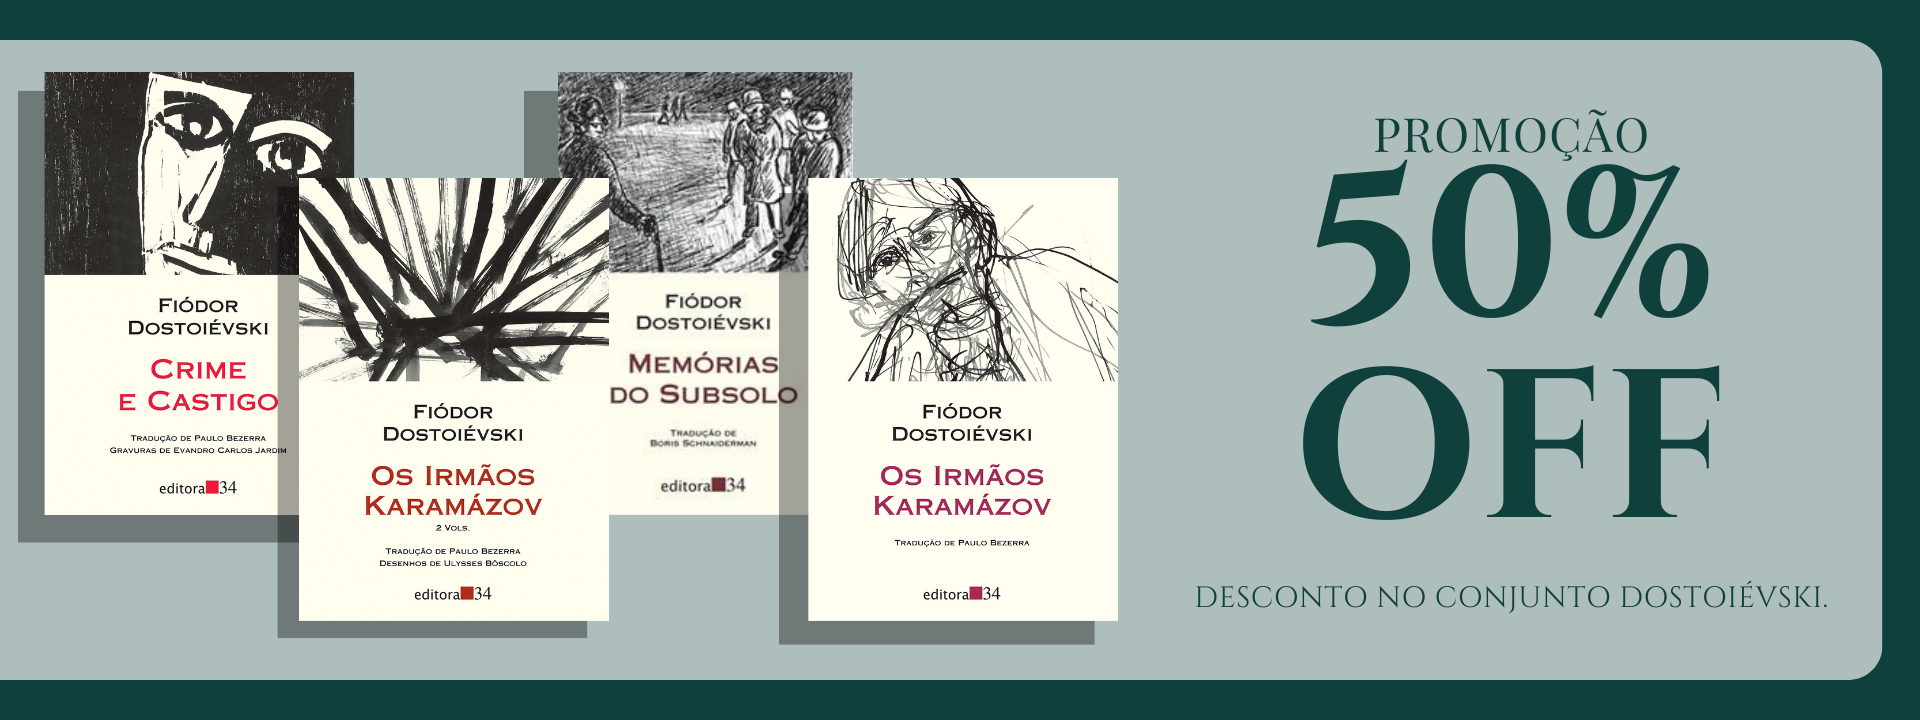 FIÓDOR
DOSTOIÉVSKI
CRIME
E CASTIGO
TRADUÇÃO DE PAULO BEZERRA
GRAVURAS DE EVANDRO CARLOS JARDIM
editora 34
FIÓDOR
DOSTOIÉVSKI
OS IRMÃOS
KARAMÁZOV
2 VOLS.
TRADUÇÃO DE PAULO BEZERRA
DESENHOS DE ULYSSES BÔSCOLO
editora 34
FIÓDOR
DOSTOIÉVSKI
MEMÓRIAS
DO SUBSOLO
TRADUÇÃO DE
BORIS SCHNAIDERMAN
editora 34
FIÓDOR
DOSTOIÉVSKI
OS IRMÃOS
KARAMÁZOV
TRADUÇÃO DE PAULO BEZERRA
editora 34
PROMOÇÃO
50%
OFF
DESCONTO NO CONJUNTO DOSTOIÉVSKI.